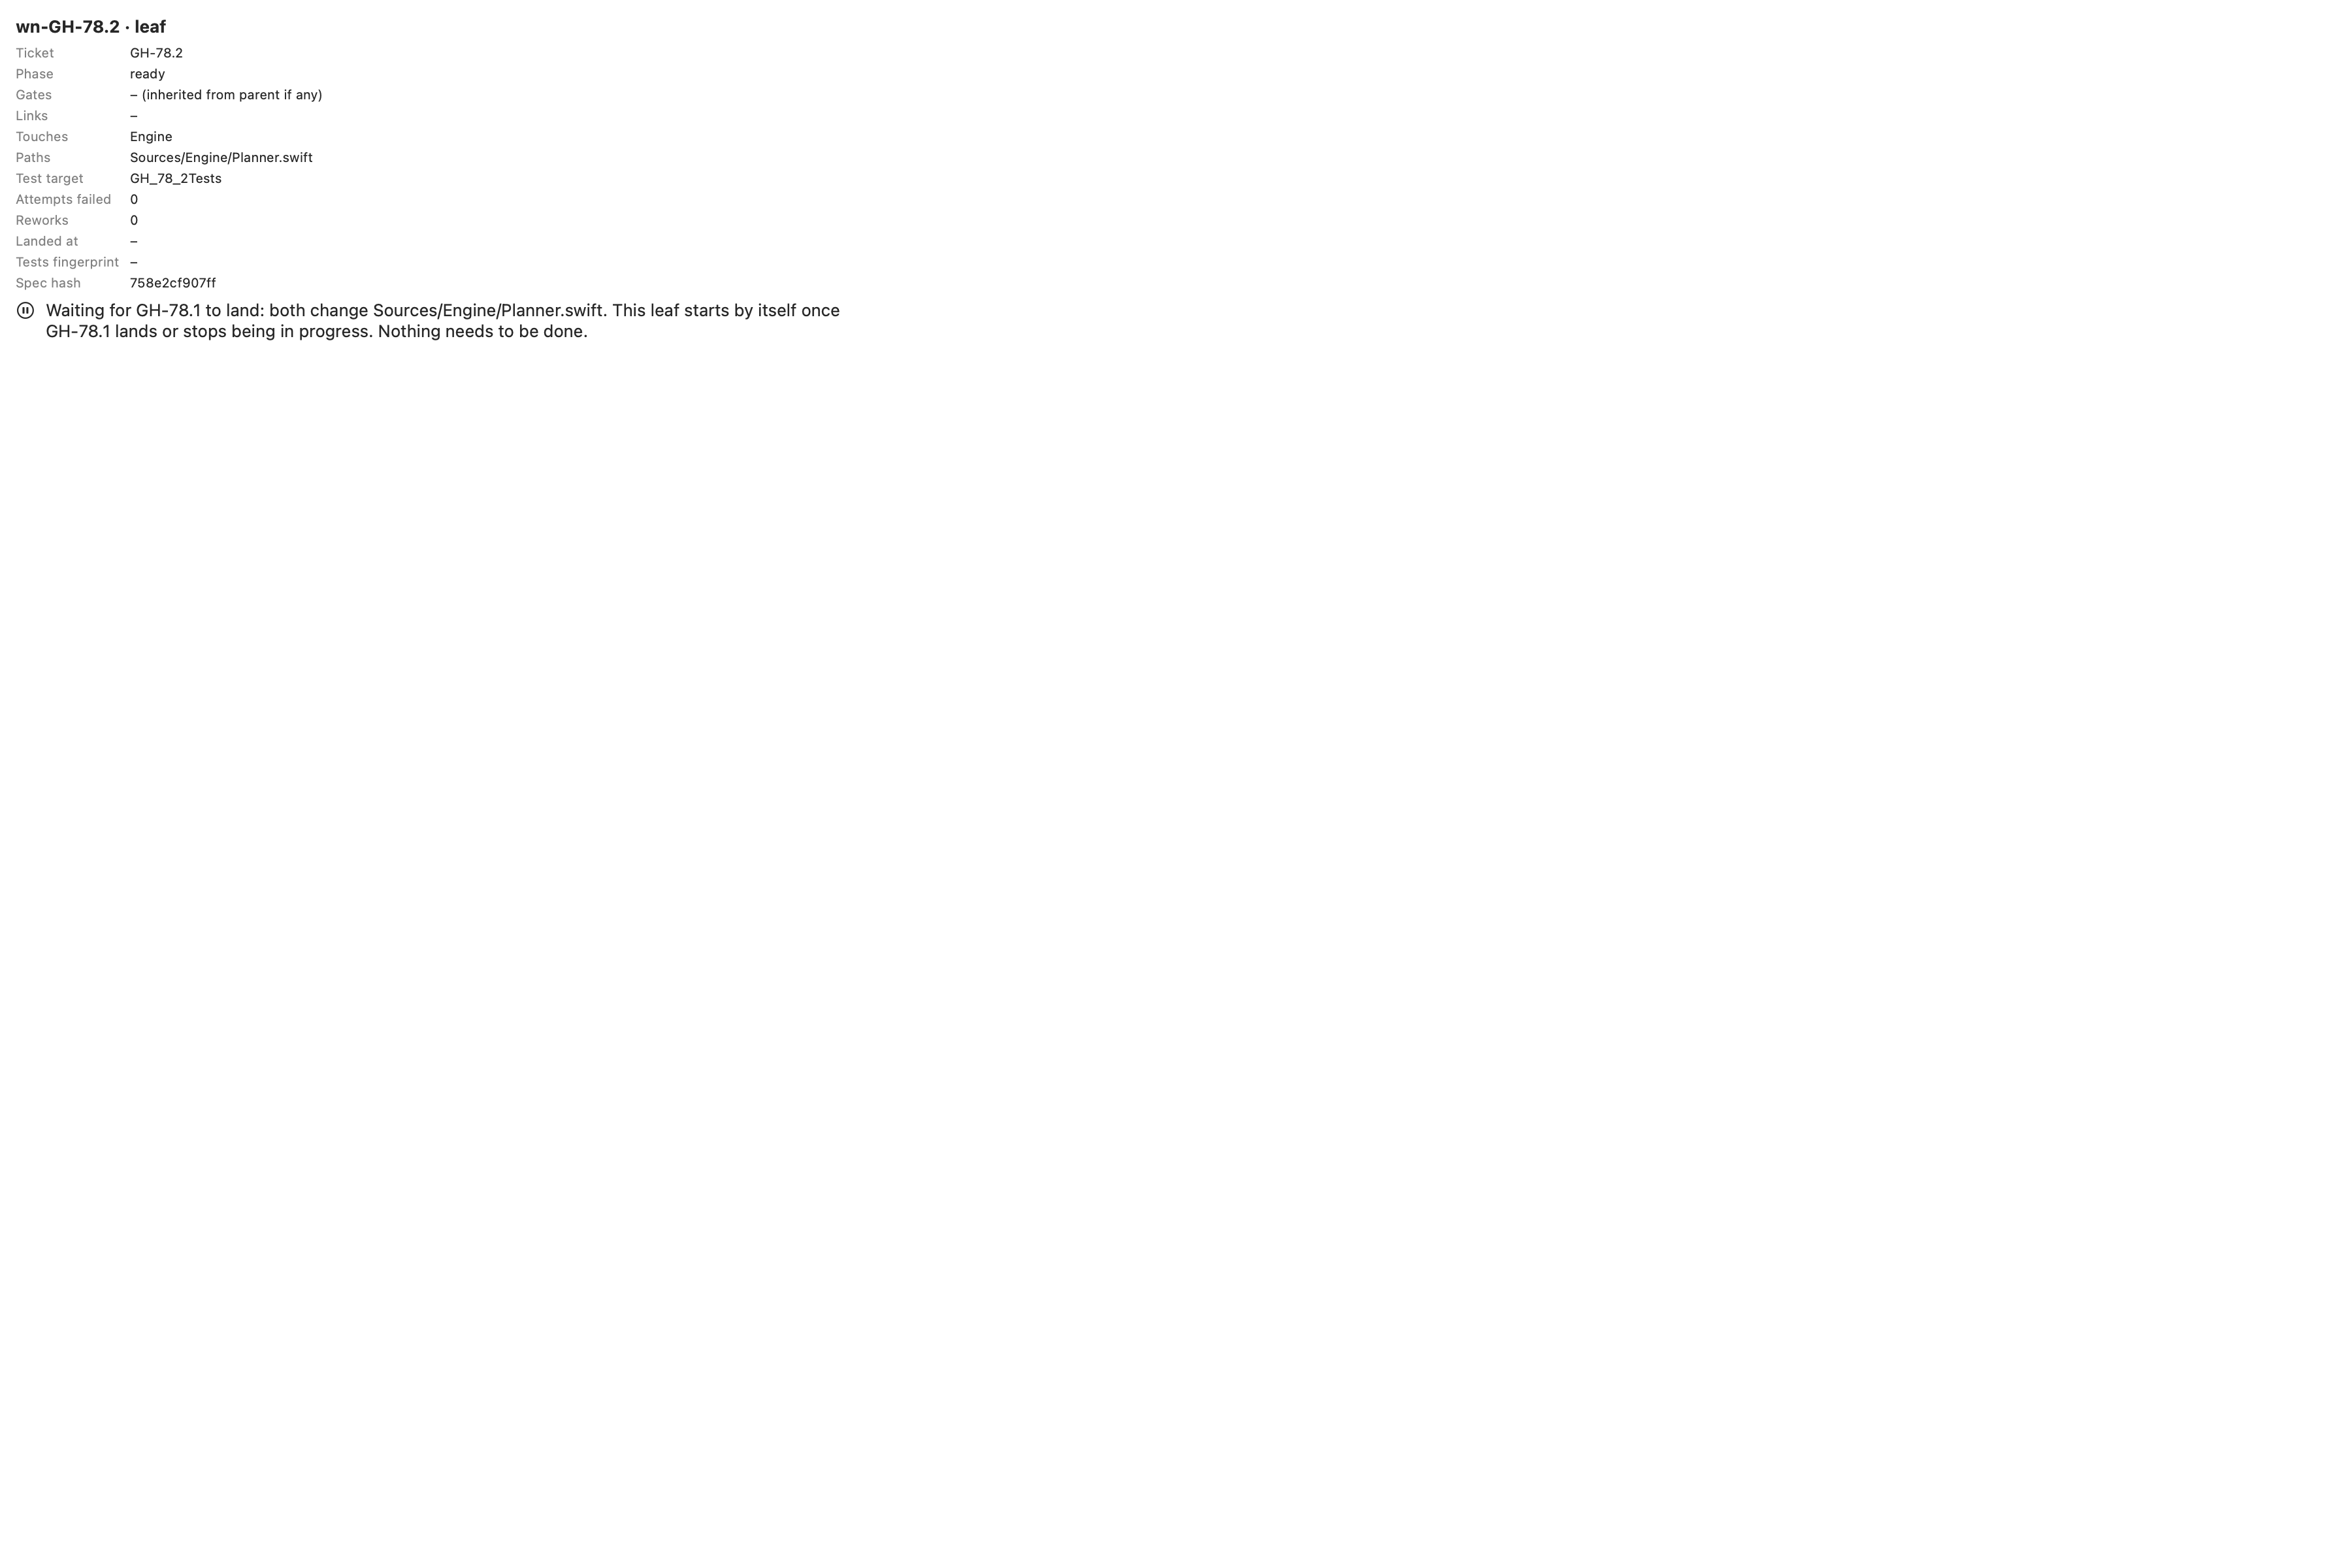 wn-GH-78.2 · leaf
Ticket GH-78.2
Phase ready
Gates – (inherited from parent if any)
Links –
Touches Engine
Paths Sources/Engine/Planner.swift
Test target GH_78_2Tests
Attempts failed 0
Reworks 0
Landed at –
Tests fingerprint –
Spec hash 758e2cf907ff
Waiting for GH-78.1 to land: both change Sources/Engine/Planner.swift. This leaf starts by itself once
GH-78.1 lands or stops being in progress. Nothing needs to be done.